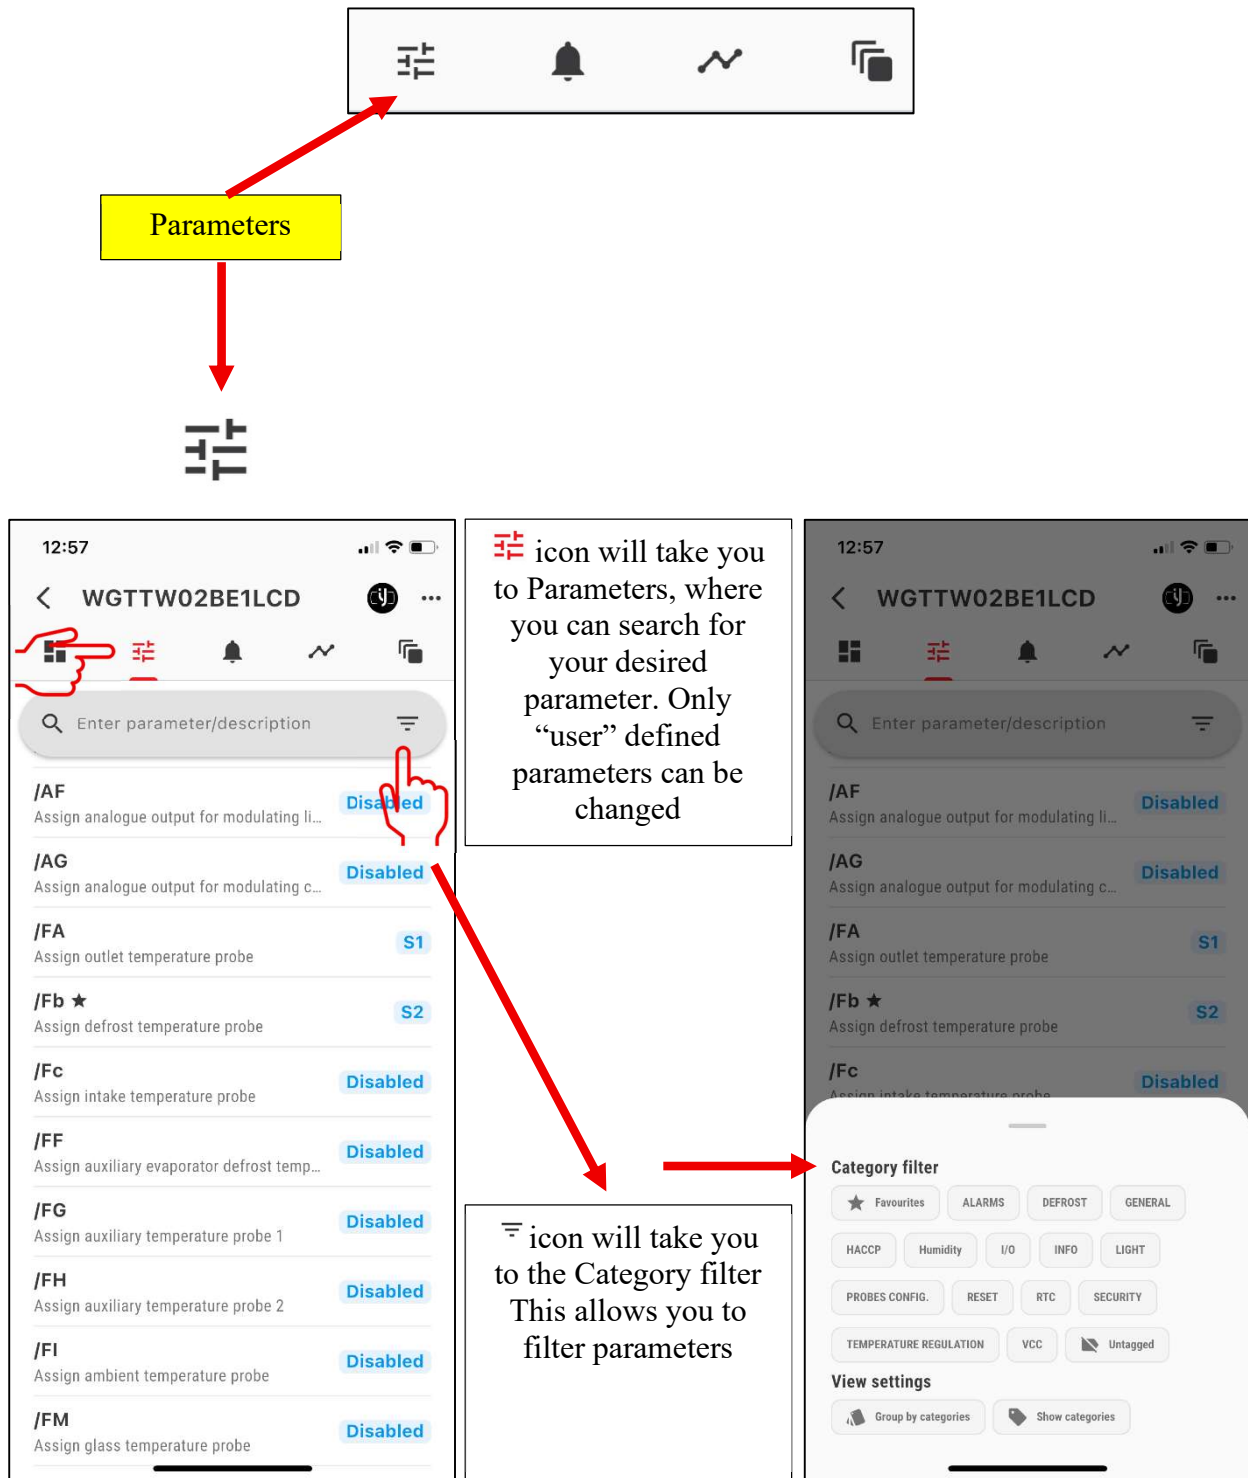 Parameters
12:57
WGTTW02BE1LCD
Enter parameter/description
/AF
Assign analogue output for modulating li...
Disabled
/AG
Assign analogue output for modulating c...
Disabled
/FA
Assign outlet temperature probe
S1
/Fb ★
Assign defrost temperature probe
S2
/Fc
Assign intake temperature probe
Disabled
/FF
Assign auxiliary evaporator defrost temp...
Disabled
/FG
Assign auxiliary temperature probe 1
Disabled
/FH
Assign auxiliary temperature probe 2
Disabled
/FI
Assign ambient temperature probe
Disabled
/FM
Assign glass temperature probe
Disabled
icon will take you
to Parameters, where
you can search for
your desired
parameter. Only
“user” defined
parameters can be
changed
icon will take you
to the Category filter
This allows you to
filter parameters
12:57
WGTTW02BE1LCD
Enter parameter/description
/AF
Assign analogue output for modulating li...
Disabled
/AG
Assign analogue output for modulating c...
Disabled
/FA
Assign outlet temperature probe
S1
/Fb ★
Assign defrost temperature probe
S2
/Fc
Assign intake temperature probe
Disabled
Category filter
Favourites ALARMS DEFROST GENERAL
HACCP Humidity I/O INFO LIGHT
PROBES CONFIG. RESET RTC SECURITY
TEMPERATURE REGULATION VCC Untagged
View settings
Group by categories Show categories